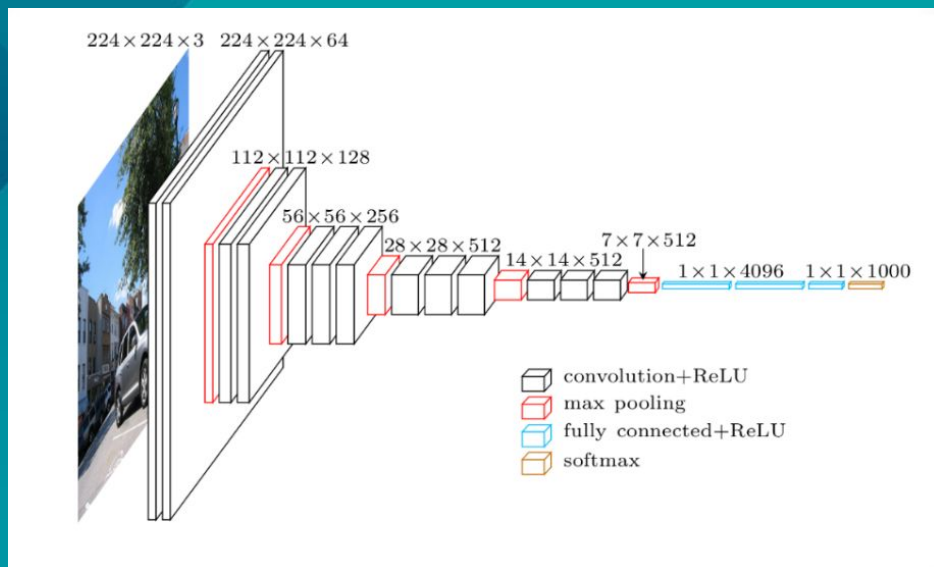 224×224×3
224×224×64
112×112×128
56×56×256
28×28×512
14×14×512
7×7×512
1×1×4096
1×1×1000
convolution+ReLU
max pooling
fully connected+ReLU
softmax